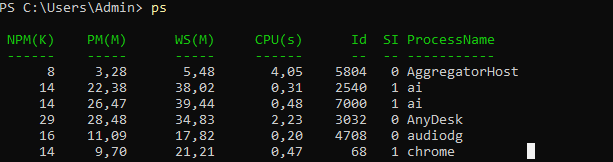 PS C:\Users\Admin> ps
NPM(K) PM(M) WS(M) CPU(s) Id SI ProcessName
------ ----- ----- ------ -- -- -----------
8 3,28 5,48 4,05 5804 0 AggregatorHost
14 22,38 38,02 0,31 2540 1 ai
14 26,47 39,44 0,48 7000 1 ai
29 28,48 34,83 2,23 3032 0 AnyDesk
16 11,09 17,82 0,20 4708 0 audiodg
14 9,70 21,21 0,47 68 1 chrome